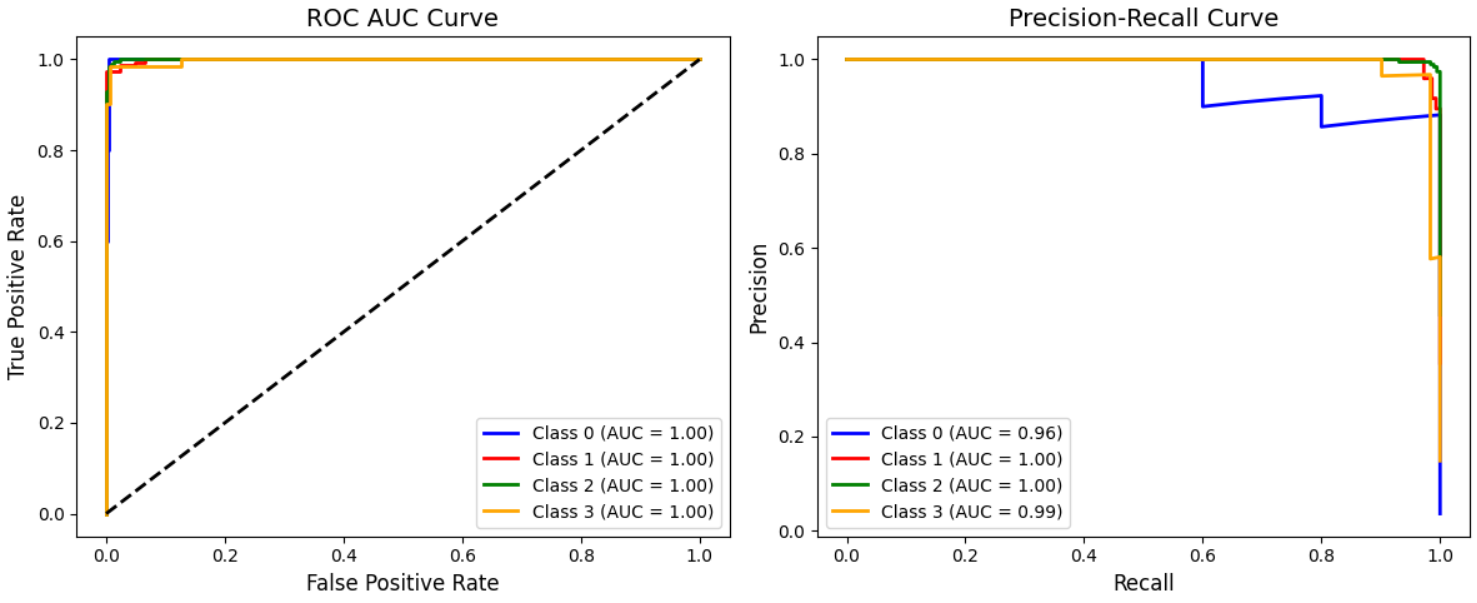 ROC AUC Curve
True Positive Rate
1.0
0.8
0.6
0.4
0.2
0.0
0.0 0.2 0.4 0.6 0.8 1.0
False Positive Rate
Class 0 (AUC = 1.00)
Class 1 (AUC = 1.00)
Class 2 (AUC = 1.00)
Class 3 (AUC = 1.00)
Precision-Recall Curve
Precision
1.0
0.8
0.6
0.4
0.2
0.0
0.0 0.2 0.4 0.6 0.8 1.0
Recall
Class 0 (AUC = 0.96)
Class 1 (AUC = 1.00)
Class 2 (AUC = 1.00)
Class 3 (AUC = 0.99)